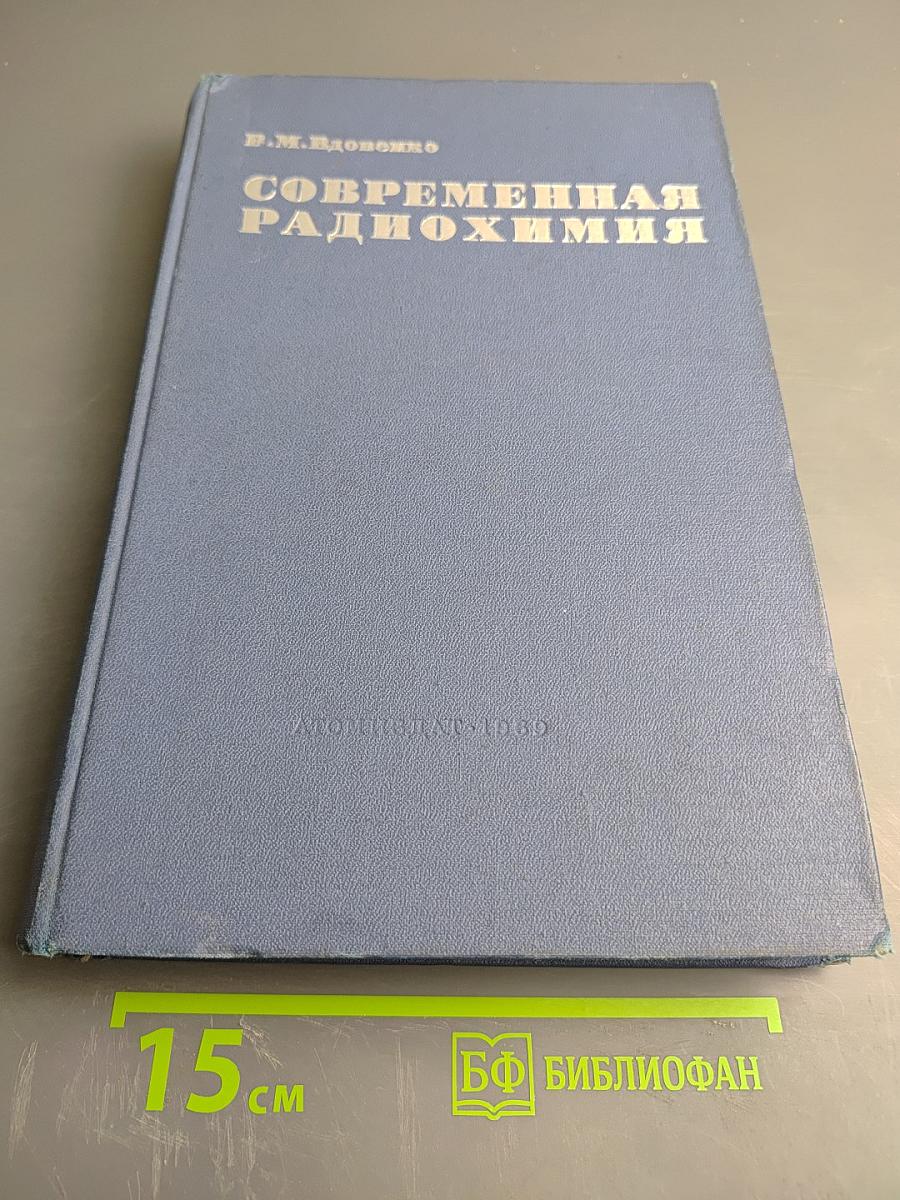 В.М.Вдовенко
СОВРЕМЕННАЯ
РАДИОХИМИЯ
АТОМИЗДАТ·1969
15 см
БФ БИБЛИОФАН